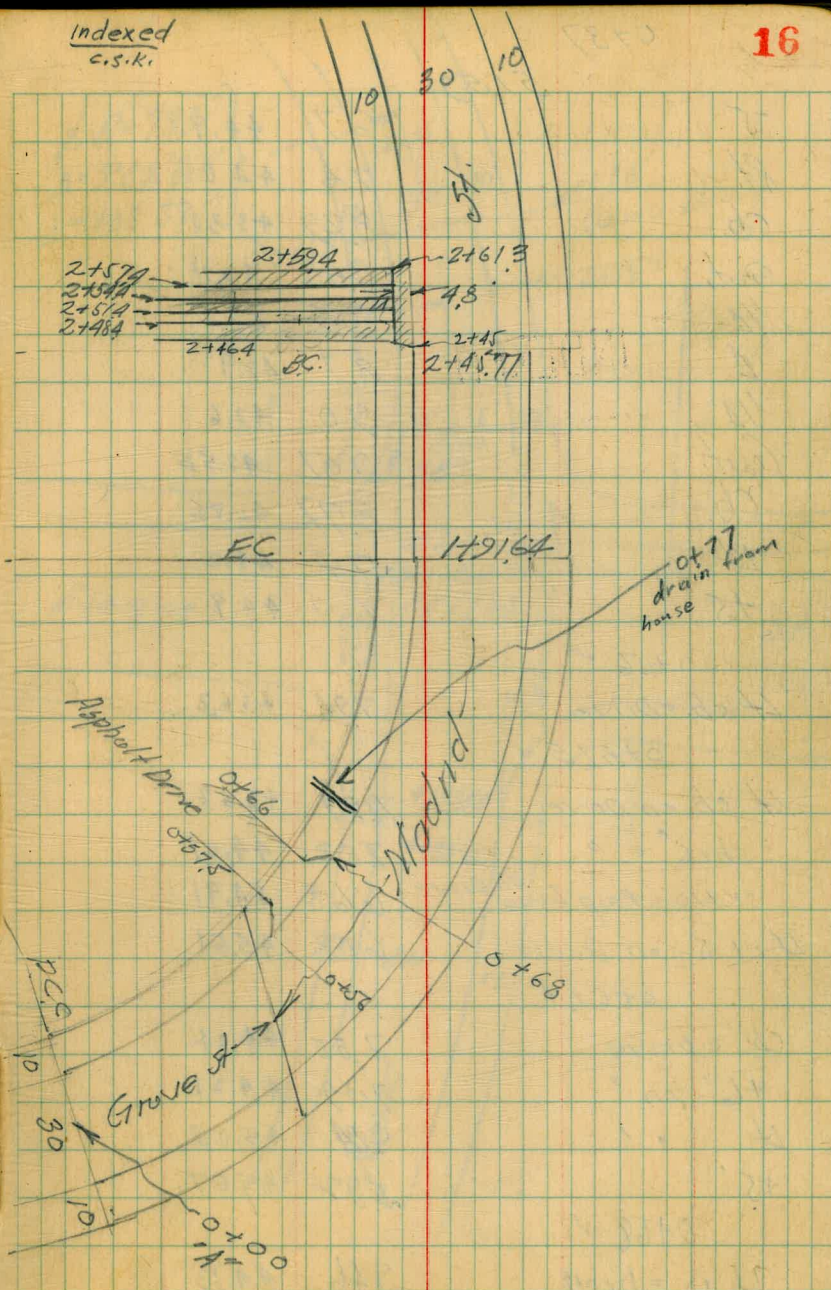 Indexed
C.S.K.
16
10
30
10
St.
2+59.4
2+61.3
2+57.4
2+54.4
4.8
2+51.4
2+48.4
2+45
2+46.4
B.C.
2+45.77
EC
1+91.64
0+77
drain from
house
Asphalt Drive
0+66
0+57.5
Madrid
0+68
0+56
P.C.C
10
Grove St
30
10
0+00
"A"